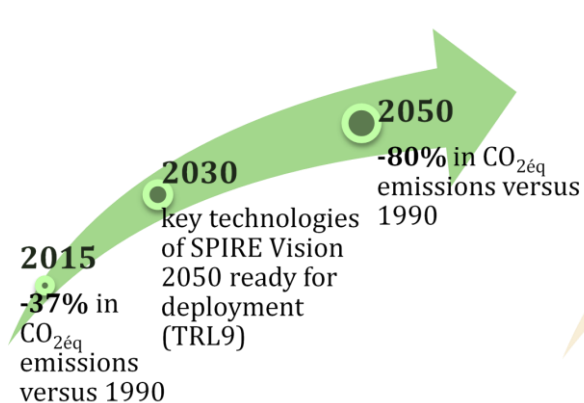 2015
-37% in
CO2éq
emissions
versus 1990
2030
key technologies
of SPIRE Vision
2050 ready for
deployment
(TRL9)
2050
-80% in CO2éq
emissions versus
1990